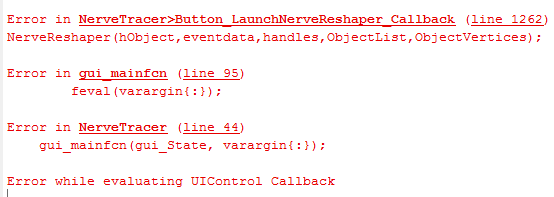 Error in NerveTracer>Button_LaunchNerveReshaper_Callback (line 1262)
NerveReshaper(hObject,eventdata,handles,ObjectList,ObjectVertices);
Error in gui_mainfcn (line 95)
feval(varargin{:});
Error in NerveTracer (line 44)
gui_mainfcn(gui_State, varargin{:});
Error while evaluating UIControl Callback